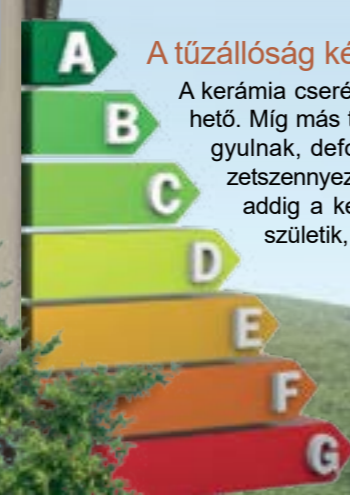 A
A tűzállóság ké
A kerámia cseré
hető. Míg más t
B
gyulnak, defo
zetszennyez
C
addig a ke
születik,
D
E
F
G